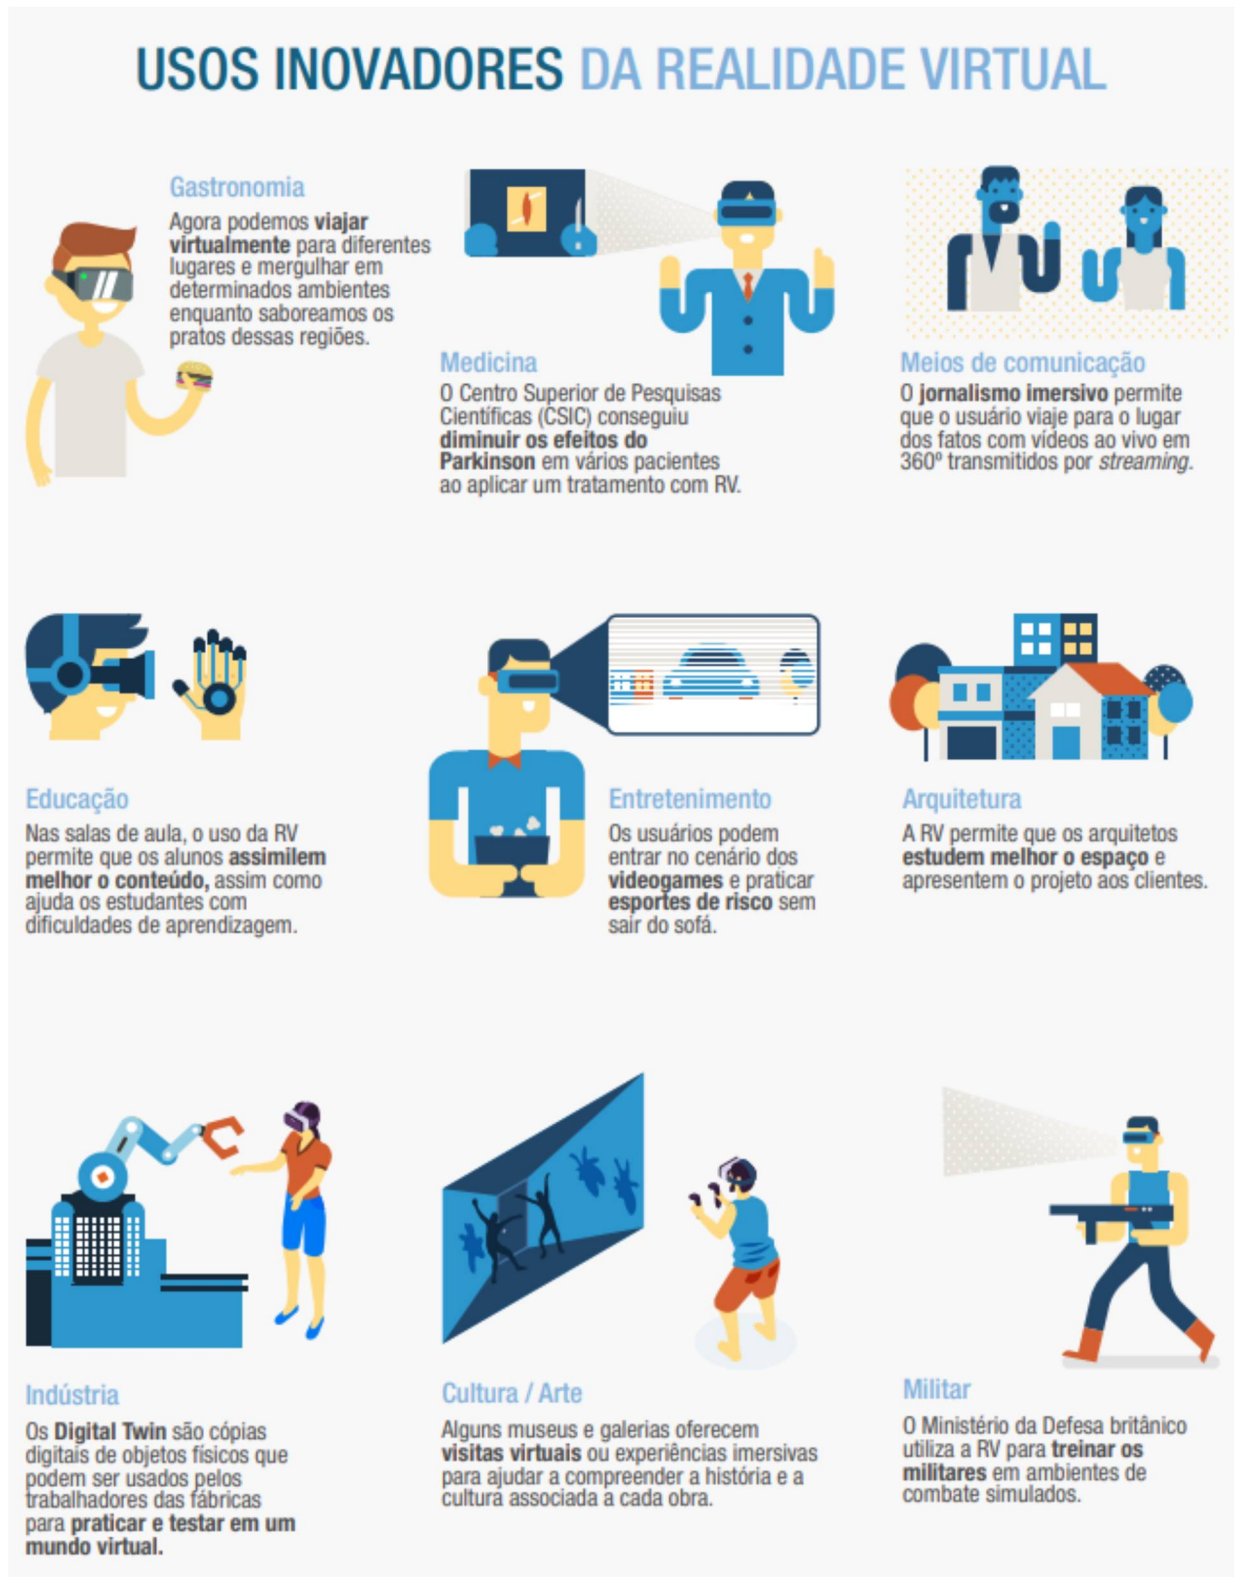 USOS INOVADORES DA REALIDADE VIRTUAL
Gastronomia
Agora podemos viajar
virtualmente para diferentes
lugares e mergulhar em
determinados ambientes
enquanto saboreamos os
pratos dessas regiões.
Medicina
O Centro Superior de Pesquisas
Científicas (CSIC) conseguiu
diminuir os efeitos do
Parkinson em vários pacientes
ao aplicar um tratamento com RV.
Meios de comunicação
O jornalismo imersivo permite
que o usuário viaje para o lugar
dos fatos com vídeos ao vivo em
360º transmitidos por streaming.
Educação
Nas salas de aula, o uso da RV
permite que os alunos assimilem
melhor o conteúdo, assim como
ajuda os estudantes com
dificuldades de aprendizagem.
Entretenimento
Os usuários podem
entrar no cenário dos
videogames e praticar
esportes de risco sem
sair do sofá.
Arquitetura
A RV permite que os arquitetos
estudem melhor o espaço e
apresentem o projeto aos clientes.
Indústria
Os Digital Twin são cópias
digitais de objetos físicos que
podem ser usados pelos
trabalhadores das fábricas
para praticar e testar em um
mundo virtual.
Cultura / Arte
Alguns museus e galerias oferecem
visitas virtuais ou experiências imersivas
para ajudar a compreender a história e a
cultura associada a cada obra.
Militar
O Ministério da Defesa britânico
utiliza a RV para treinar os
militares em ambientes de
combate simulados.